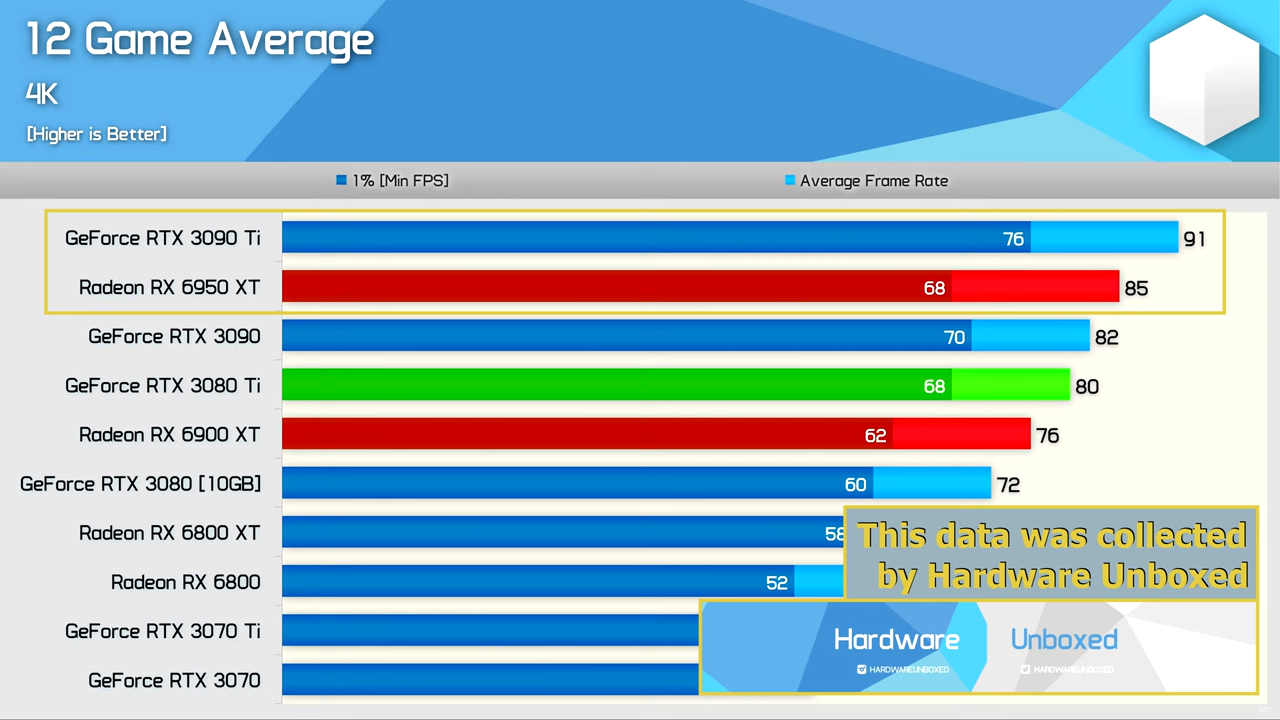 12 Game Average
4K
[Higher is Better]
1% [Min FPS]
Average Frame Rate
GeForce RTX 3090 Ti 76 91
Radeon RX 6950 XT 68 85
GeForce RTX 3090 70 82
GeForce RTX 3080 Ti 68 80
Radeon RX 6900 XT 62 76
GeForce RTX 3080 [10GB] 60 72
Radeon RX 6800 XT 58
Radeon RX 6800 52
GeForce RTX 3070 Ti
GeForce RTX 3070
This data was collected
by Hardware Unboxed
Hardware Unboxed
HARDWAREUNBOXED HARDWAREUNBOXED